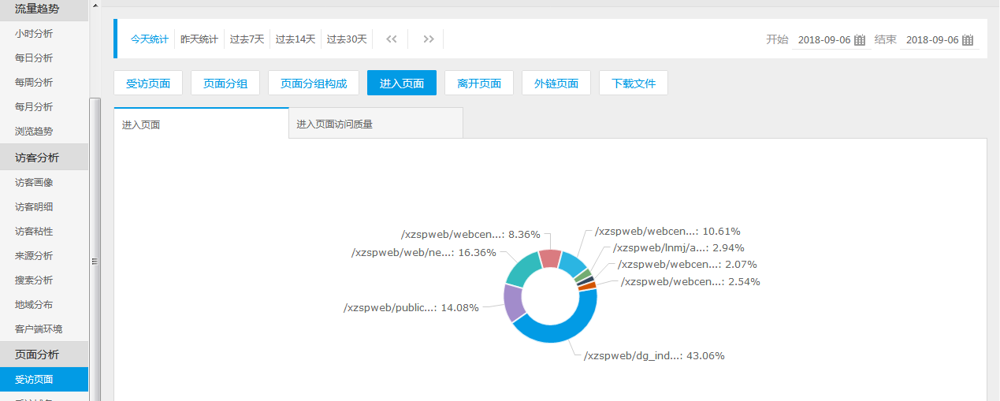 流量趋势
小时分析
每日分析
每周分析
每月分析
浏览趋势
访客分析
访客画像
访客明细
访客粘性
来源分析
搜索分析
地域分布
客户端环境
页面分析
受访页面
今天统计 昨天统计 过去7天 过去14天 过去30天 << >> 开始 2018-09-06 结束 2018-09-06
受访页面 页面分组 页面分组构成 进入页面 离开页面 外链页面 下载文件
进入页面 进入页面访问质量
/xzspweb/webcen...: 8.36%
/xzspweb/web/ne...: 16.36%
/xzspweb/public...: 14.08%
/xzspweb/webcen...: 10.61%
/xzspweb/lnmj/a...: 2.94%
/xzspweb/webcen...: 2.07%
/xzspweb/webcen...: 2.54%
/xzspweb/dg_ind...: 43.06%